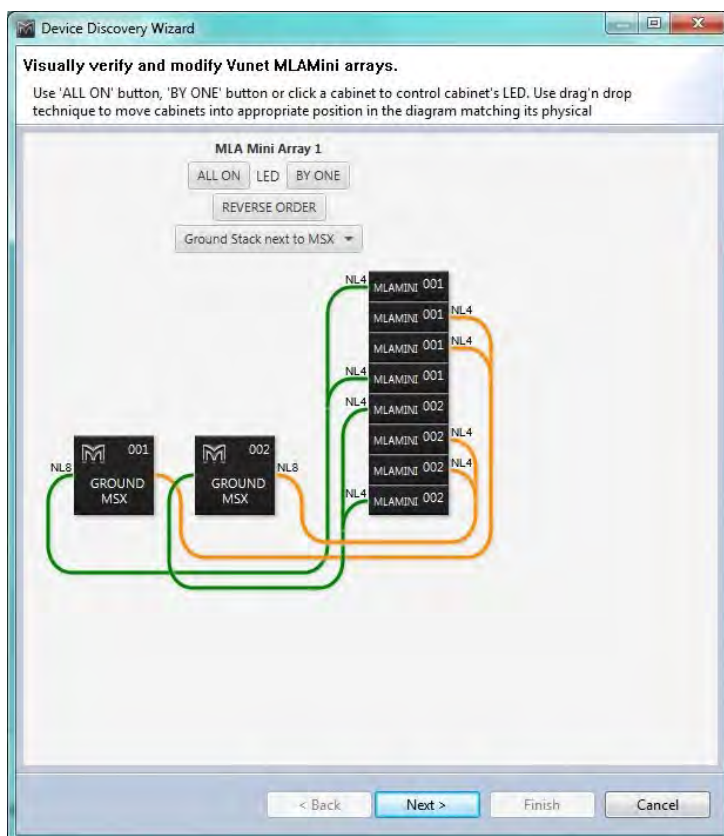 Device Discovery Wizard
Visually verify and modify Vunet MLAMini arrays.
Use 'ALL ON' button, 'BY ONE' button or click a cabinet to control cabinet's LED. Use drag'n drop
technique to move cabinets into appropriate position in the diagram matching its physical
MLA Mini Array 1
ALL ON LED BY ONE
REVERSE ORDER
Ground Stack next to MSX
NL4 MLAMINI 001
MLAMINI 001 NL4
MLAMINI 001 NL4
NL4 MLAMINI 001
NL4 MLAMINI 002
MLAMINI 002 NL4
MLAMINI 002 NL4
NL4 MLAMINI 002
001
NL8 GROUND
MSX
002
NL8 GROUND
MSX
< Back Next > Finish Cancel